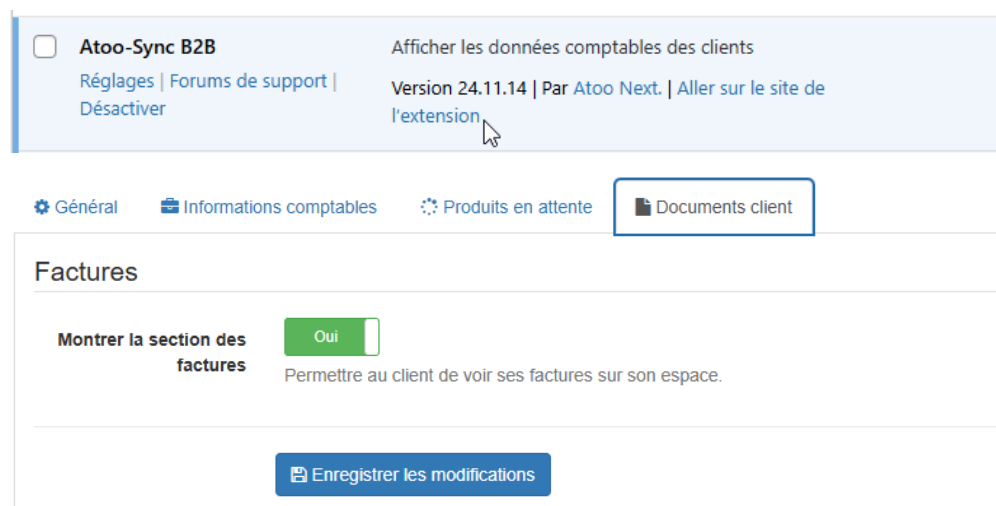 Atoo-Sync B2B
Réglages | Forums de support |
Désactiver
Afficher les données comptables des clients
Version 24.11.14 | Par Atoo Next. | Aller sur le site de
l'extension
Général
Informations comptables
Produits en attente
Documents client
Factures
Montrer la section des
factures
Oui
Permettre au client de voir ses factures sur son espace.
Enregistrer les modifications